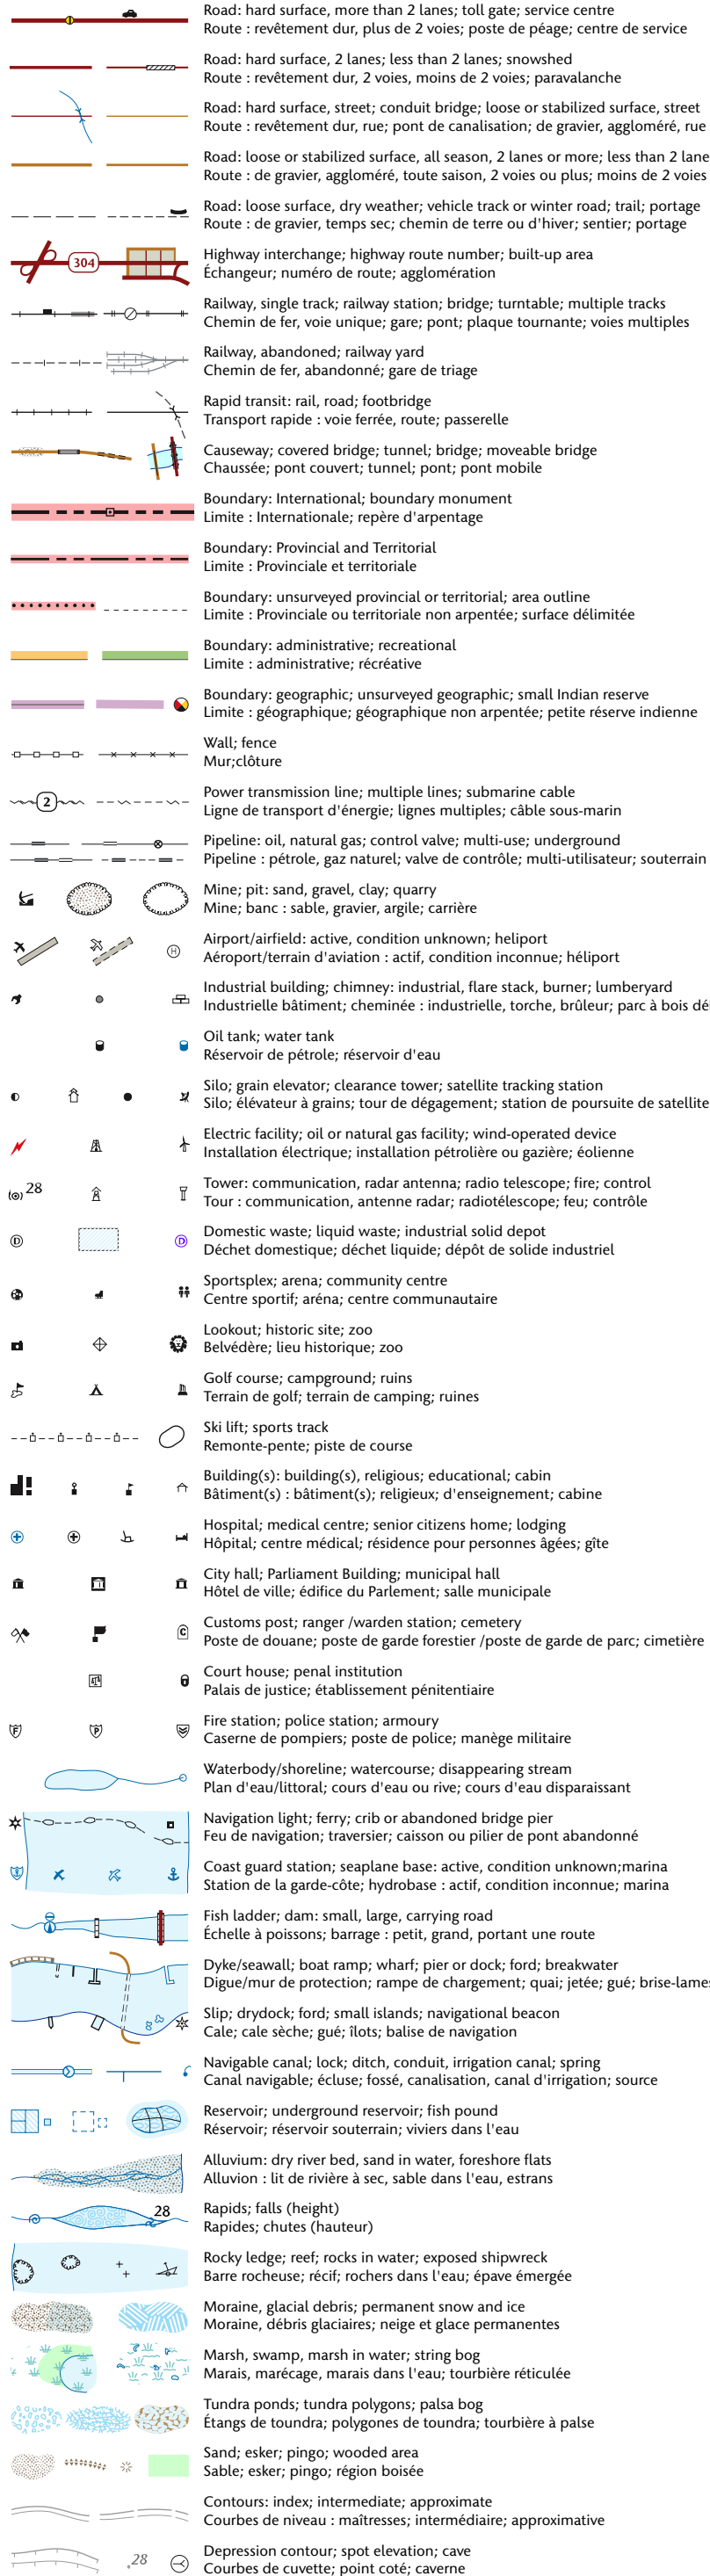 Road: hard surface, more than 2 lanes; toll gate; service centre
Route : revêtement dur, plus de 2 voies; poste de péage; centre de service
Road: hard surface, 2 lanes; less than 2 lanes; snowshed
Route : revêtement dur, 2 voies, moins de 2 voies; paravalanche
Road: hard surface, street; conduit bridge; loose or stabilized surface, street
Route : revêtement dur, rue; pont de canalisation; de gravier, aggloméré, rue
Road: loose or stabilized surface, all season, 2 lanes or more; less than 2 lane
Route : de gravier, aggloméré, toute saison, 2 voies ou plus; moins de 2 voies
Road: loose surface, dry weather; vehicle track or winter road; trail; portage
Route : de gravier, temps sec; chemin de terre ou d'hiver; sentier; portage
304
Highway interchange; highway route number; built-up area
Échangeur; numéro de route; agglomération
Railway, single track; railway station; bridge; turntable; multiple tracks
Chemin de fer, voie unique; gare; pont; plaque tournante; voies multiples
Railway, abandoned; railway yard
Chemin de fer, abandonné; gare de triage
Rapid transit: rail, road; footbridge
Transport rapide : voie ferrée, route; passerelle
Causeway; covered bridge; tunnel; bridge; moveable bridge
Chaussée; pont couvert; tunnel; pont; pont mobile
Boundary: International; boundary monument
Limite : Internationale; repère d'arpentage
Boundary: Provincial and Territorial
Limite : Provinciale et territoriale
Boundary: unsurveyed provincial or territorial; area outline
Limite : Provinciale ou territoriale non arpentée; surface délimitée
Boundary: administrative; recreational
Limite : administrative; récréative
Boundary: geographic; unsurveyed geographic; small Indian reserve
Limite : géographique; géographique non arpentée; petite réserve indienne
Wall; fence
Mur;clôture
2
Power transmission line; multiple lines; submarine cable
Ligne de transport d'énergie; lignes multiples; câble sous-marin
Pipeline: oil, natural gas; control valve; multi-use; underground
Pipeline : pétrole, gaz naturel; valve de contrôle; multi-utilisateur; souterrain
Mine; pit: sand, gravel, clay; quarry
Mine; banc : sable, gravier, argile; carrière
H
Airport/airfield: active, condition unknown; heliport
Aéroport/terrain d'aviation : actif, condition inconnue; héliport
Industrial building; chimney: industrial, flare stack, burner; lumberyard
Industrielle bâtiment; cheminée : industrielle, torche, brûleur; parc à bois dé
Oil tank; water tank
Réservoir de pétrole; réservoir d'eau
Silo; grain elevator; clearance tower; satellite tracking station
Silo; élévateur à grains; tour de dégagement; station de poursuite de satellite
Electric facility; oil or natural gas facility; wind-operated device
Installation électrique; installation pétrolière ou gazière; éolienne
28
Tower: communication, radar antenna; radio telescope; fire; control
Tour : communication, antenne radar; radiotélescope; feu; contrôle
D D
Domestic waste; liquid waste; industrial solid depot
Déchet domestique; déchet liquide; dépôt de solide industriel
Sportsplex; arena; community centre
Centre sportif; aréna; centre communautaire
Lookout; historic site; zoo
Belvédère; lieu historique; zoo
Golf course; campground; ruins
Terrain de golf; terrain de camping; ruines
Ski lift; sports track
Remonte-pente; piste de course
Building(s): building(s), religious; educational; cabin
Bâtiment(s) : bâtiment(s); religieux; d'enseignement; cabine
Hospital; medical centre; senior citizens home; lodging
Hôpital; centre médical; résidence pour personnes âgées; gîte
City hall; Parliament Building; municipal hall
Hôtel de ville; édifice du Parlement; salle municipale
C
Customs post; ranger /warden station; cemetery
Poste de douane; poste de garde forestier /poste de garde de parc; cimetière
Court house; penal institution
Palais de justice; établissement pénitentiaire
F P
Fire station; police station; armoury
Caserne de pompiers; poste de police; manège militaire
Waterbody/shoreline; watercourse; disappearing stream
Plan d'eau/littoral; cours d'eau ou rive; cours d'eau disparaissant
Navigation light; ferry; crib or abandoned bridge pier
Feu de navigation; traversier; caisson ou pilier de pont abandonné
Coast guard station; seaplane base: active, condition unknown;marina
Station de la garde-côte; hydrobase : actif, condition inconnue; marina
Fish ladder; dam: small, large, carrying road
Échelle à poissons; barrage : petit, grand, portant une route
Dyke/seawall; boat ramp; wharf; pier or dock; ford; breakwater
Digue/mur de protection; rampe de chargement; quai; jetée; gué; brise-lames
Slip; drydock; ford; small islands; navigational beacon
Cale; cale sèche; gué; îlots; balise de navigation
Navigable canal; lock; ditch, conduit, irrigation canal; spring
Canal navigable; écluse; fossé, canalisation, canal d'irrigation; source
Reservoir; underground reservoir; fish pound
Réservoir; réservoir souterrain; viviers dans l'eau
Alluvium: dry river bed, sand in water, foreshore flats
Alluvion : lit de rivière à sec, sable dans l'eau, estrans
28
Rapids; falls (height)
Rapides; chutes (hauteur)
Rocky ledge; reef; rocks in water; exposed shipwreck
Barre rocheuse; récif; rochers dans l'eau; épave émergée
Moraine, glacial debris; permanent snow and ice
Moraine, débris glaciaires; neige et glace permanentes
Marsh, swamp, marsh in water; string bog
Marais, marécage, marais dans l'eau; tourbière réticulée
Tundra ponds; tundra polygons; palsa bog
Étangs de toundra; polygones de toundra; tourbière à palse
Sand; esker; pingo; wooded area
Sable; esker; pingo; région boisée
Contours: index; intermediate; approximate
Courbes de niveau : maîtresses; intermédiaire; approximative
.28
Depression contour; spot elevation; cave
Courbes de cuvette; point coté; caverne